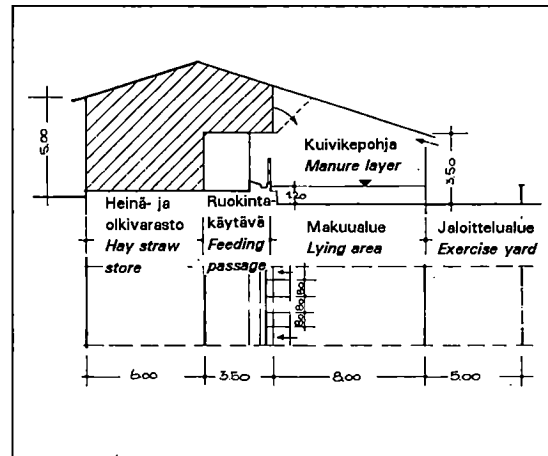 5.00
Kuivikepohja
Manure layer
3.50
1.20
Heinä- ja
olkivarasto
Hay straw
store
Ruokinta-
käytävä
Feeding
passage
Makuualue
Lying area
Jaloittelualue
Exercise yard
6.00
3.50
8.00
5.00